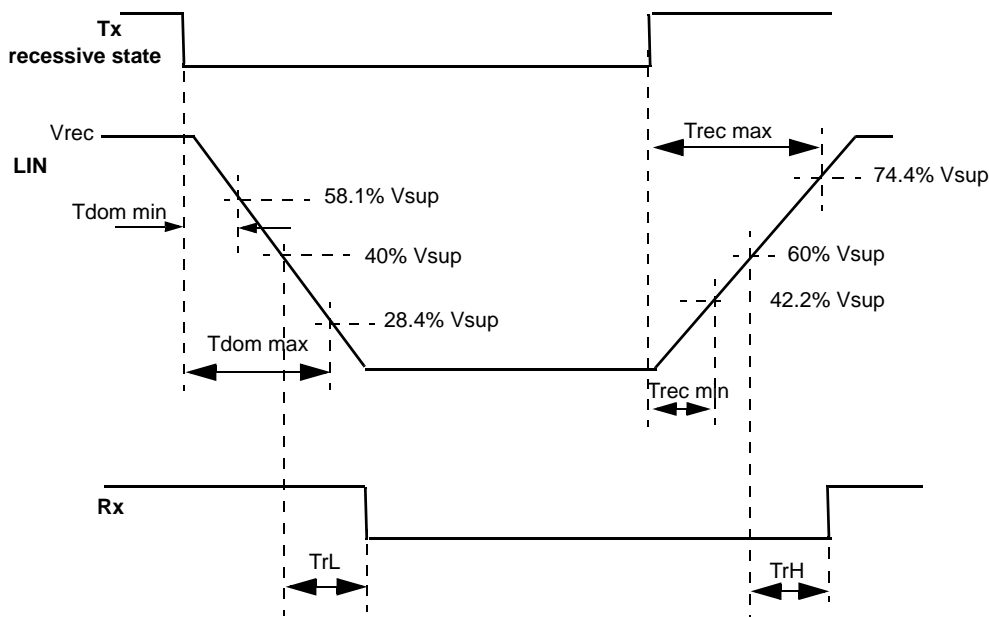 Tx
recessive state
Vrec
LIN
Trec max
74.4% Vsup
58.1% Vsup
Tdom min
40% Vsup
60% Vsup
42.2% Vsup
28.4% Vsup
Tdom max
Trec min
Rx
TrL
TrH